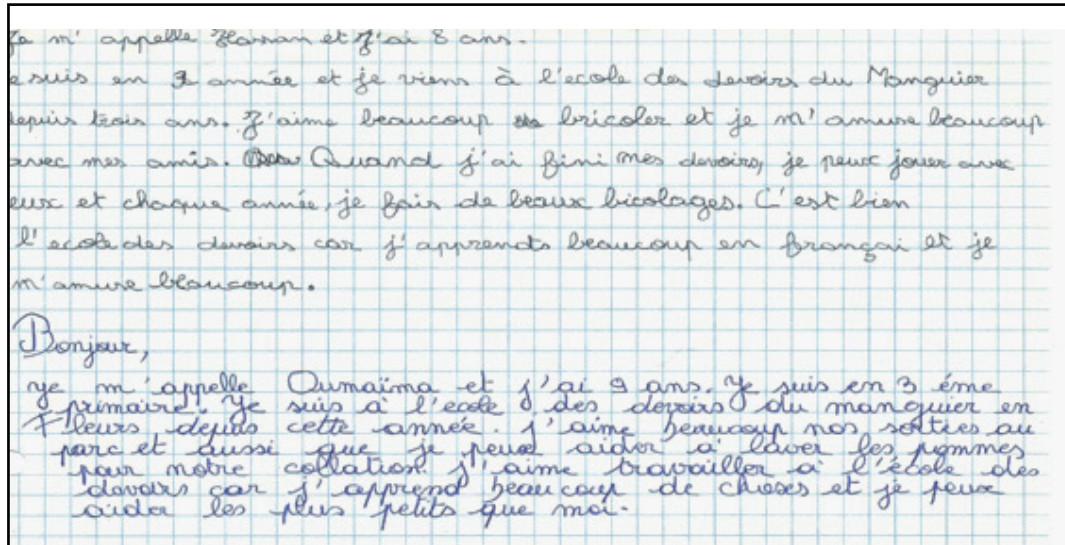 Je m'appelle Hassan et J'ai 8 ans.
e suis en 3 année et je viens à l'ecole des devoirs du Manguier
depuis trois ans. J'aime beaucoup bricoler et je m'amuse beaucoup
avec mes amis. Quand j'ai fini mes devoirs, je peux jouer avec
eux et chaque année, je fais de beaux bicolages. C'est bien
l'ecole des devoirs car j'apprends beaucoup en françai et je
m'amuse beaucoup.
Bonjour,
Je m'appelle Oumaïma et j'ai 9 ans. Je suis en 3 éme
primaire. Je suis à l'école des devoirs du manguier en
Fleurs depuis cette année. J'aime beaucoup nos sorties au
parc et aussi que je peux aider à laver les pommes
pour notre collation. J'aime travailler à l'école des
devoirs car j'apprend beaucoup de choses et je peux
aider les plus petits que moi.